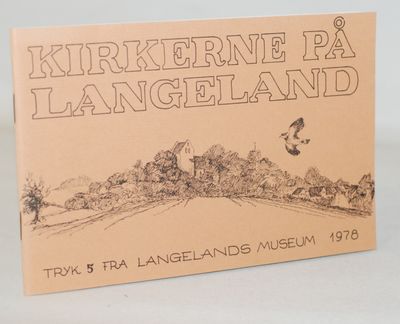 KIRKERNE PÅ
LANGELAND
TRYK 5 FRA LANGELANDS MUSEUM 1978